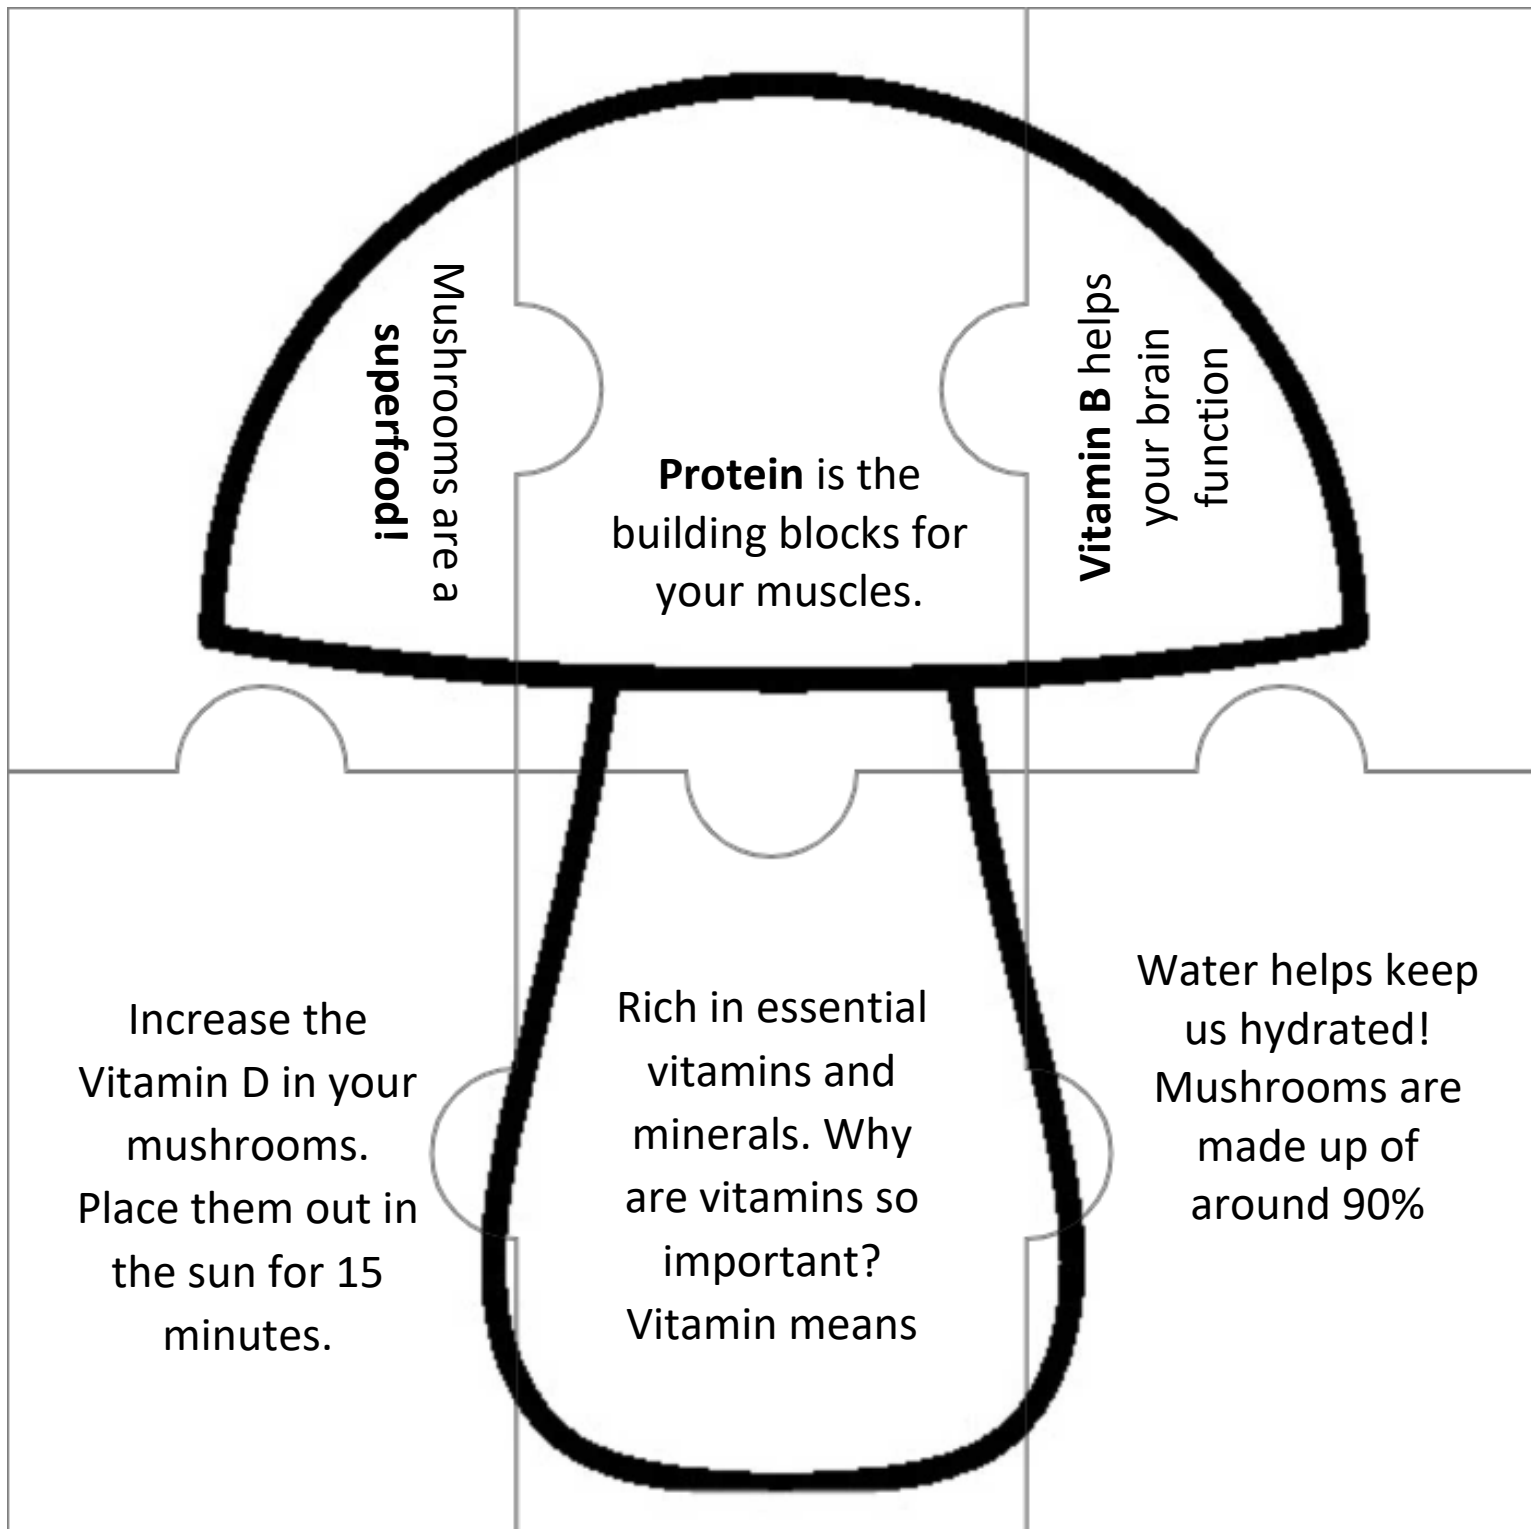 Mushrooms are a
superfood!
Protein is the
building blocks for
your muscles.
Vitamin B helps
your brain
function
Increase the
Vitamin D in your
mushrooms.
Place them out in
the sun for 15
minutes.
Rich in essential
vitamins and
minerals. Why
are vitamins so
important?
Vitamin means
Water helps keep
us hydrated!
Mushrooms are
made up of
around 90%